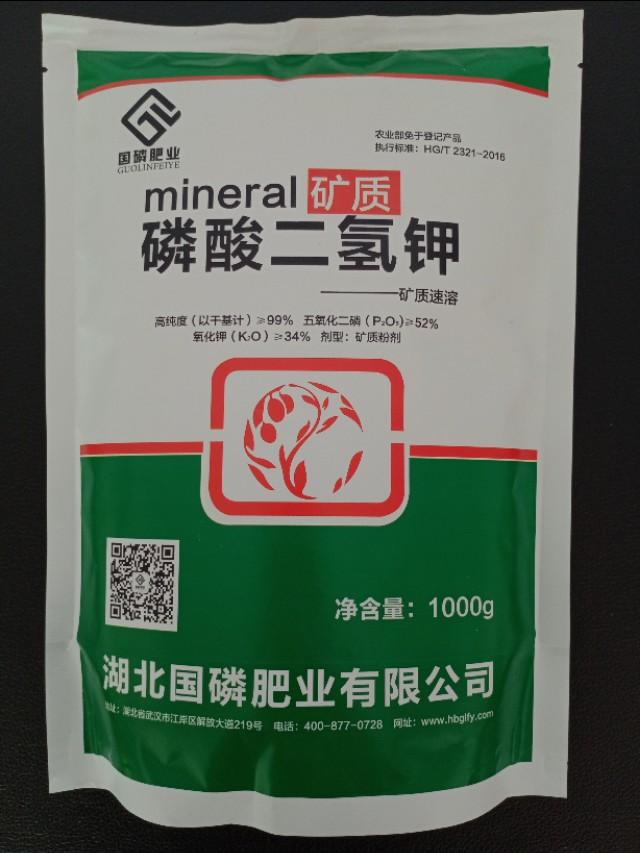 国磷肥业
GUOLINFEIYE
农业部免于登记产品
执行标准：HG/T 2321-2016
mineral 矿质
磷酸二氢钾
————矿质速溶
高纯度（以干基计）≥99% 五氧化二磷（P₂O₅）≥52%
氧化钾（K₂O）≥34% 剂型：矿质粉剂
净含量：1000g
湖北国磷肥业有限公司
地址：湖北省武汉市江岸区解放大道219号 电话：400-877-0728 网址：www.hbglfy.com